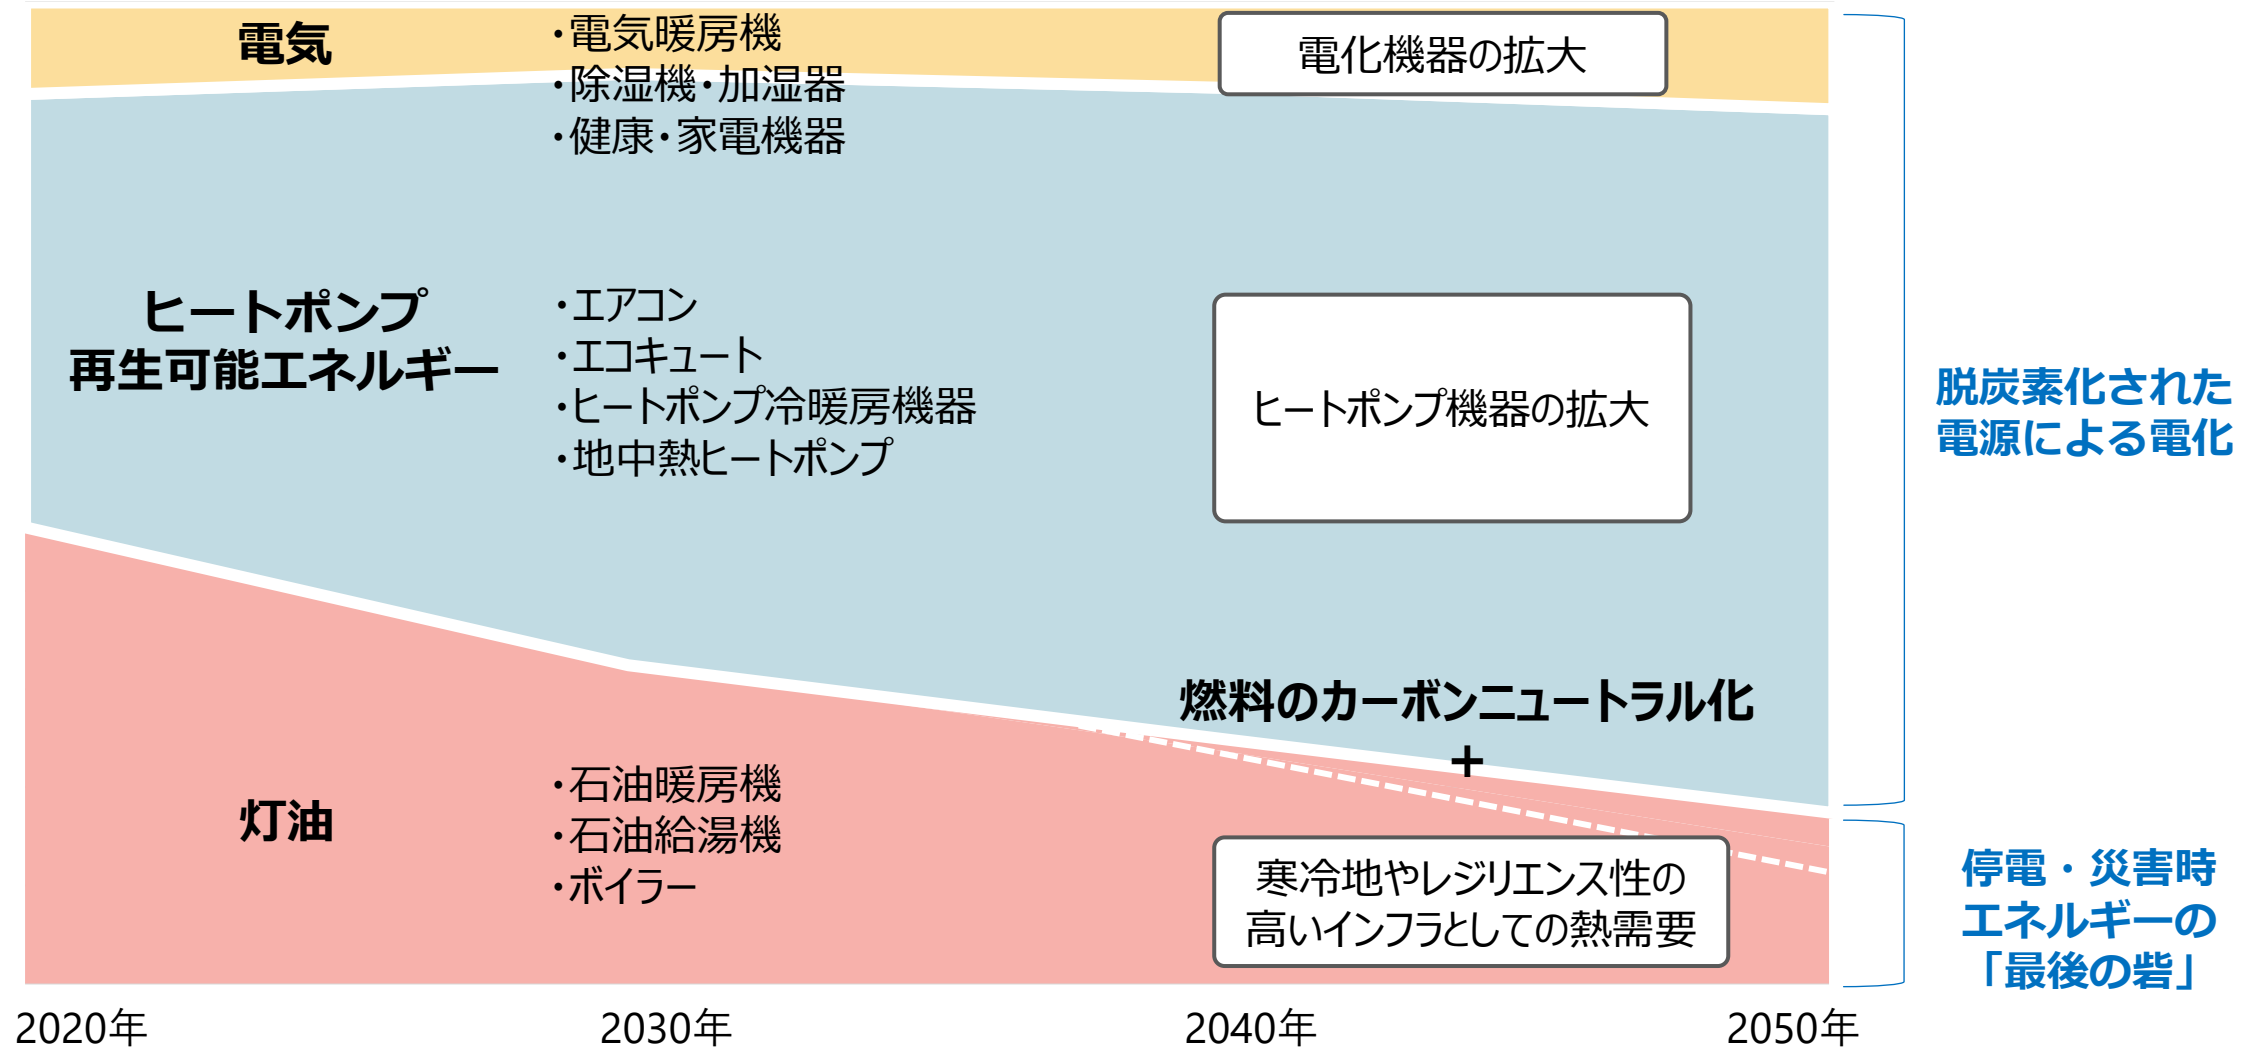 電気
・電気暖房機
・除湿機・加湿器
・健康・家電機器
電化機器の拡大
ヒートポンプ
再生可能エネルギー
・エアコン
・エコキュート
・ヒートポンプ冷暖房機器
・地中熱ヒートポンプ
ヒートポンプ機器の拡大
脱炭素化された
電源による電化
燃料のカーボンニュートラル化
＋
灯油
・石油暖房機
・石油給湯機
・ボイラー
寒冷地やレジリエンス性の
高いインフラとしての熱需要
停電・災害時
エネルギーの
「最後の砦」
2020年
2030年
2040年
2050年